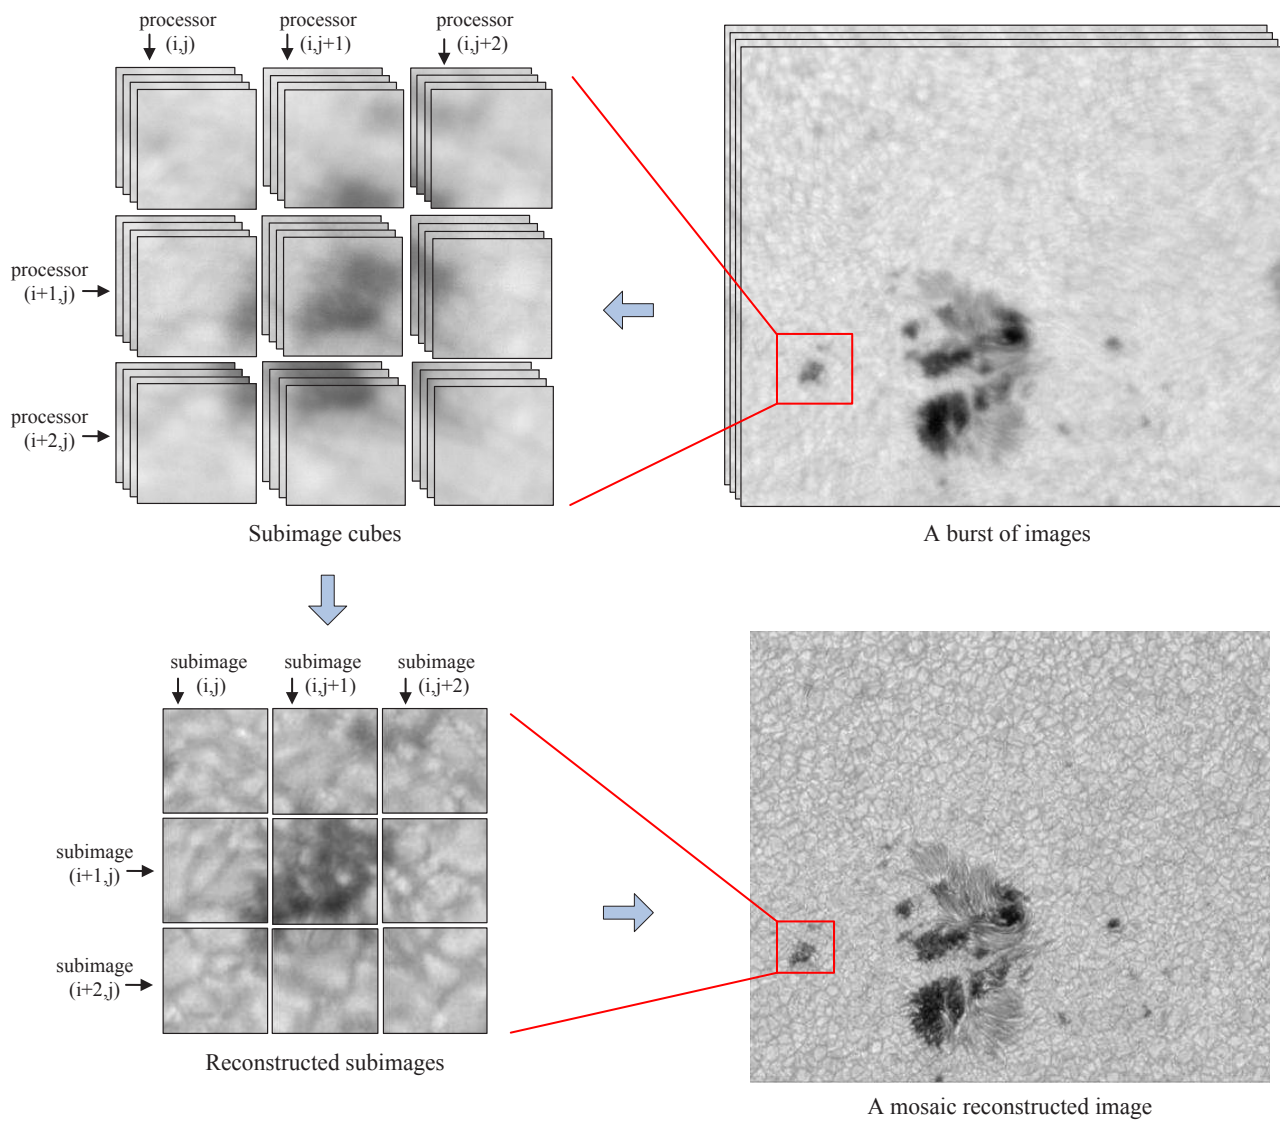 processor
(i,j)
processor
(i,j+1)
processor
(i,j+2)
processor
(i+1,j)
processor
(i+2,j)
Subimage cubes
A burst of images
subimage
(i,j)
subimage
(i,j+1)
subimage
(i,j+2)
subimage
(i+1,j)
subimage
(i+2,j)
Reconstructed subimages
A mosaic reconstructed image